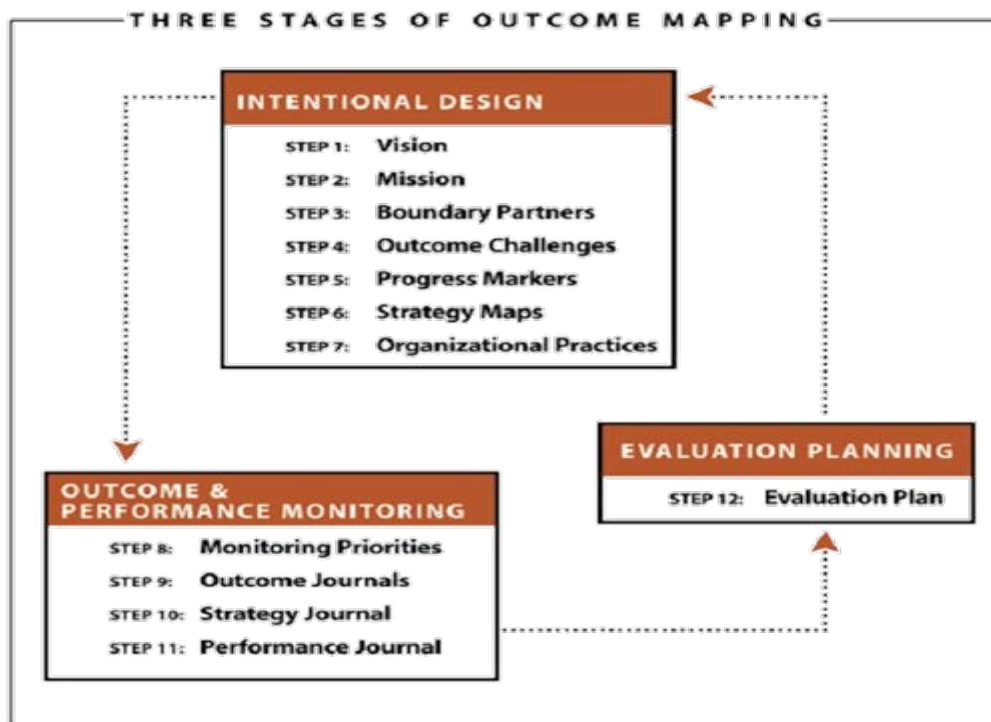 THREE STAGES OF OUTCOME MAPPING
INTENTIONAL DESIGN
STEP 1: Vision
STEP 2: Mission
STEP 3: Boundary Partners
STEP 4: Outcome Challenges
STEP 5: Progress Markers
STEP 6: Strategy Maps
STEP 7: Organizational Practices
OUTCOME &
PERFORMANCE MONITORING
STEP 8: Monitoring Priorities
STEP 9: Outcome Journals
STEP 10: Strategy Journal
STEP 11: Performance Journal
EVALUATION PLANNING
STEP 12: Evaluation Plan